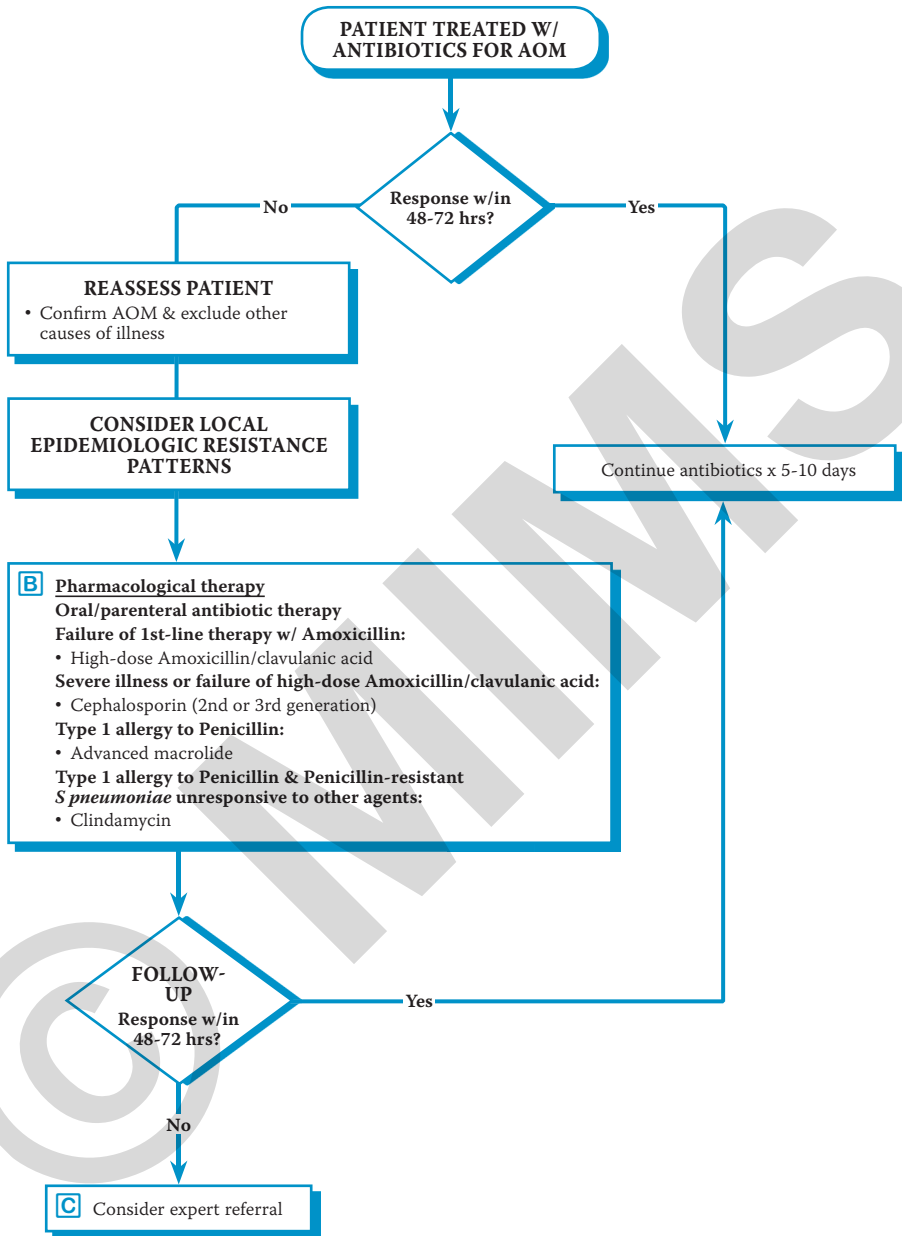 PATIENT TREATED W/
ANTIBIOTICS FOR AOM
Response w/in
48-72 hrs?
No
Yes
REASSESS PATIENT
• Confirm AOM & exclude other
causes of illness
CONSIDER LOCAL
EPIDEMIOLOGIC RESISTANCE
PATTERNS
Continue antibiotics x 5-10 days
B Pharmacological therapy
Oral/parenteral antibiotic therapy
Failure of 1st-line therapy w/ Amoxicillin:
• High-dose Amoxicillin/clavulanic acid
Severe illness or failure of high-dose Amoxicillin/clavulanic acid:
• Cephalosporin (2nd or 3rd generation)
Type 1 allergy to Penicillin:
• Advanced macrolide
Type 1 allergy to Penicillin & Penicillin-resistant
S pneumoniae unresponsive to other agents:
• Clindamycin
FOLLOW-
UP
Response w/in
48-72 hrs?
Yes
No
C Consider expert referral
© MIMS